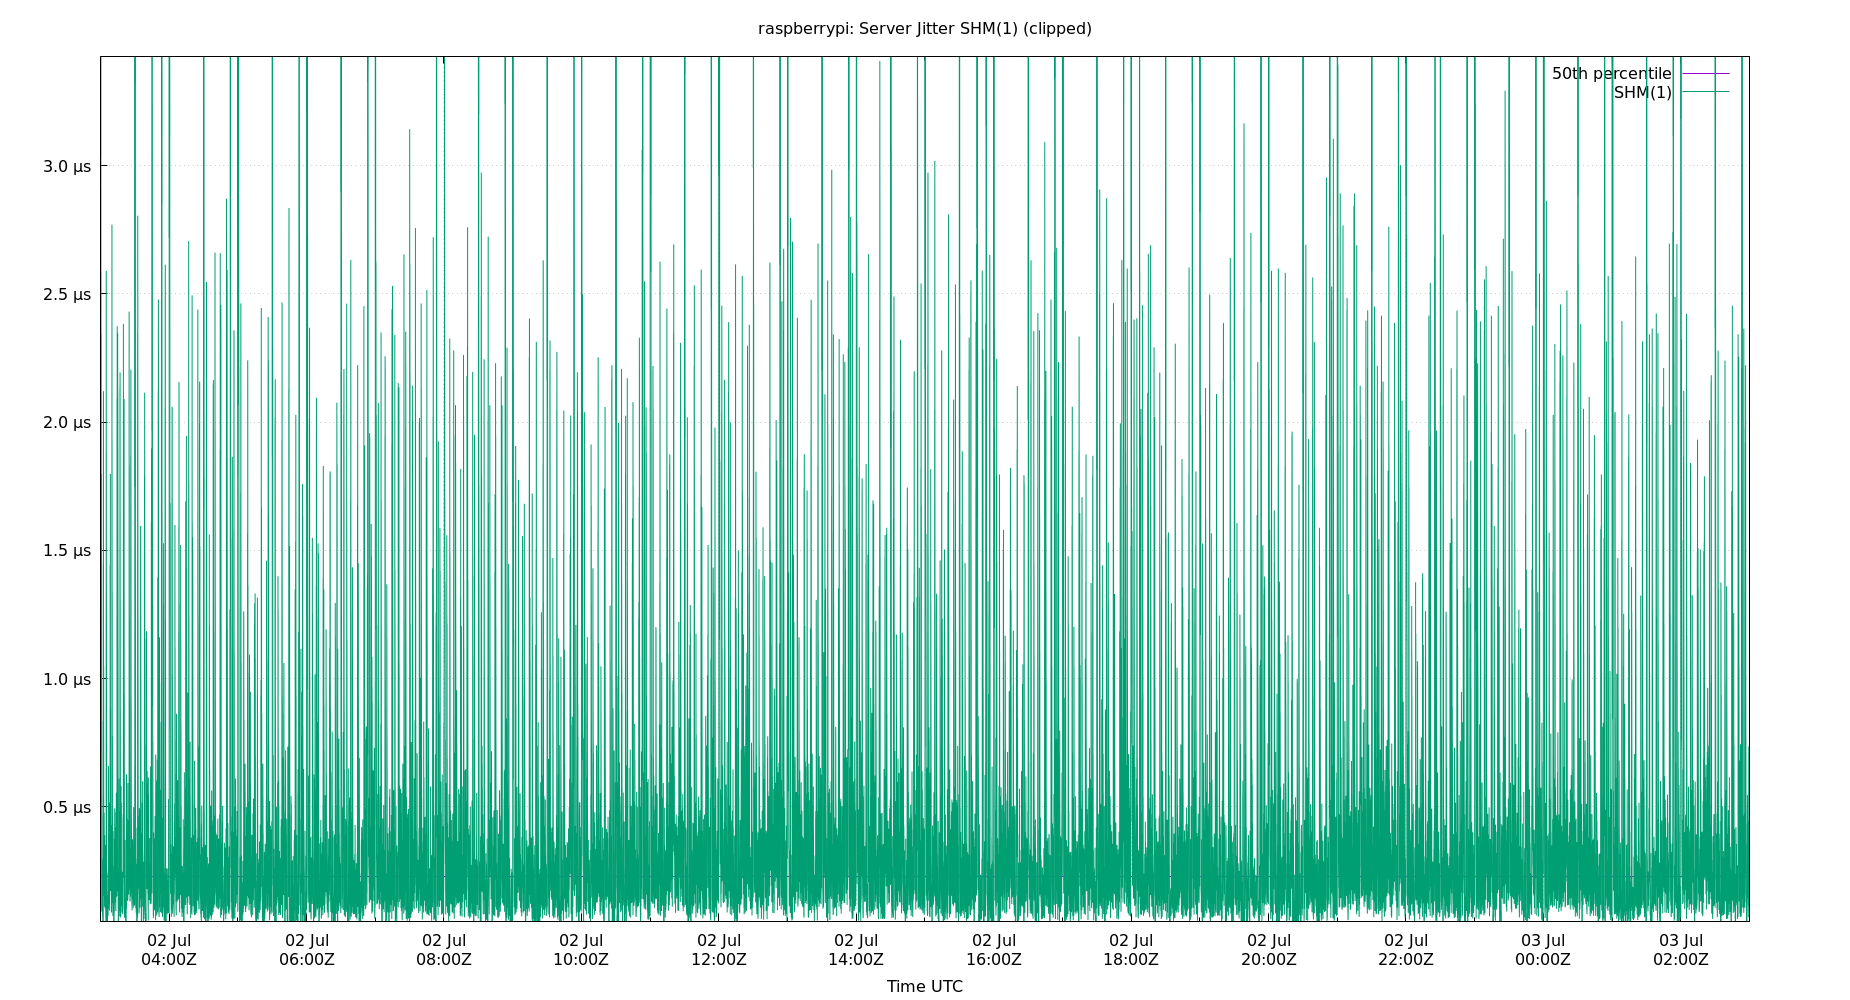 raspberrypi: Server Jitter SHM(1) (clipped)
50th percentile
SHM(1)
3.0 µs
2.5 µs
2.0 µs
1.5 µs
1.0 µs
0.5 µs
02 Jul 02 Jul 02 Jul 02 Jul 02 Jul 02 Jul 02 Jul 02 Jul 02 Jul 02 Jul 03 Jul 03 Jul
04:00Z 06:00Z 08:00Z 10:00Z 12:00Z 14:00Z 16:00Z 18:00Z 20:00Z 22:00Z 00:00Z 02:00Z
Time UTC